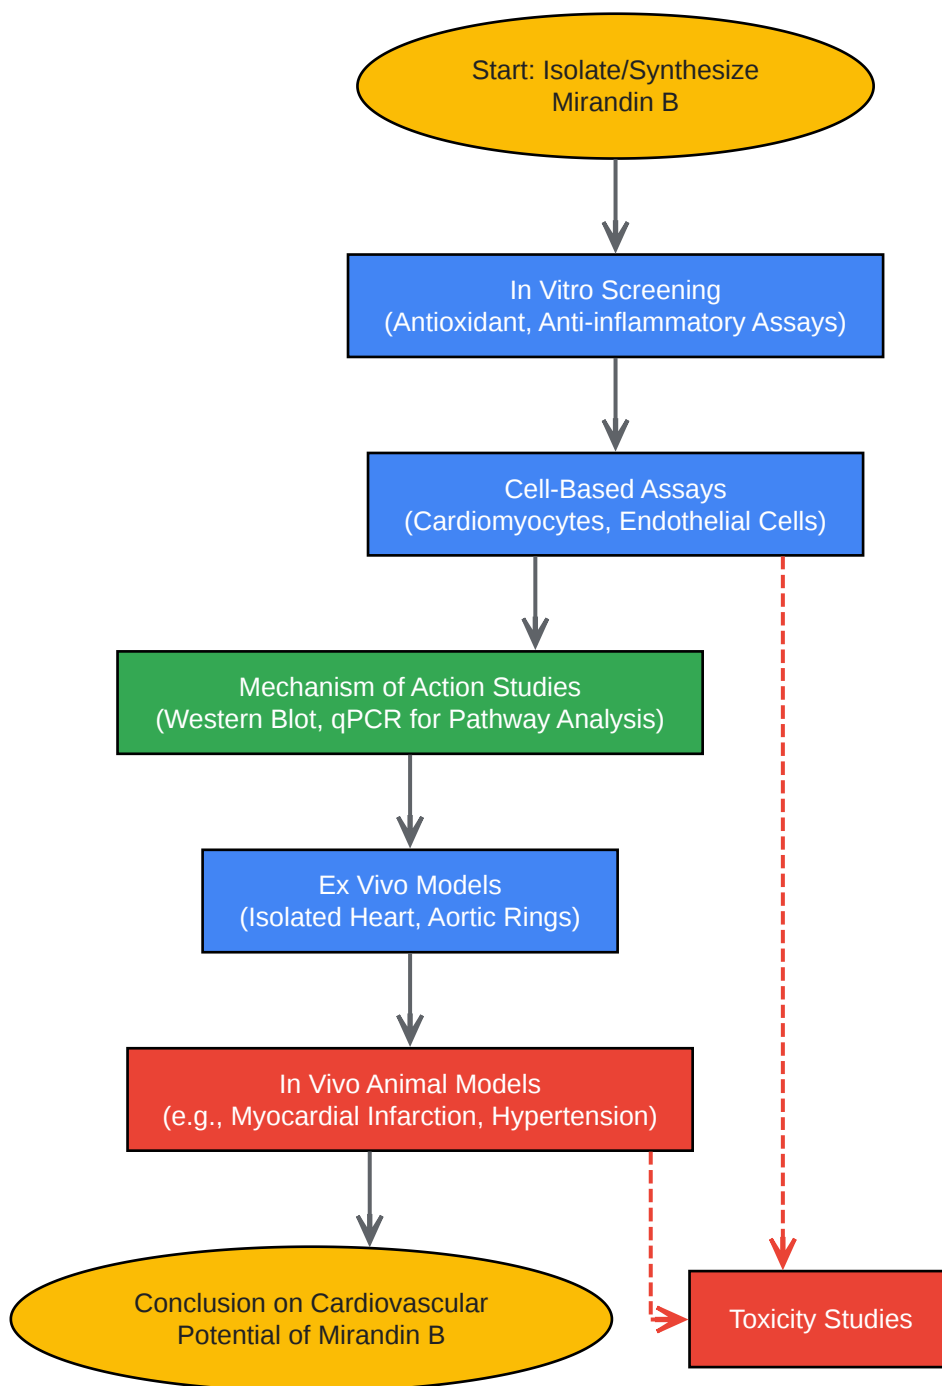 Start: Isolate/Synthesize
Mirandin B
In Vitro Screening
(Antioxidant, Anti-inflammatory Assays)
Cell-Based Assays
(Cardiomyocytes, Endothelial Cells)
Mechanism of Action Studies
(Western Blot, qPCR for Pathway Analysis)
Ex Vivo Models
(Isolated Heart, Aortic Rings)
In Vivo Animal Models
(e.g., Myocardial Infarction, Hypertension)
Conclusion on Cardiovascular
Potential of Mirandin B
Toxicity Studies